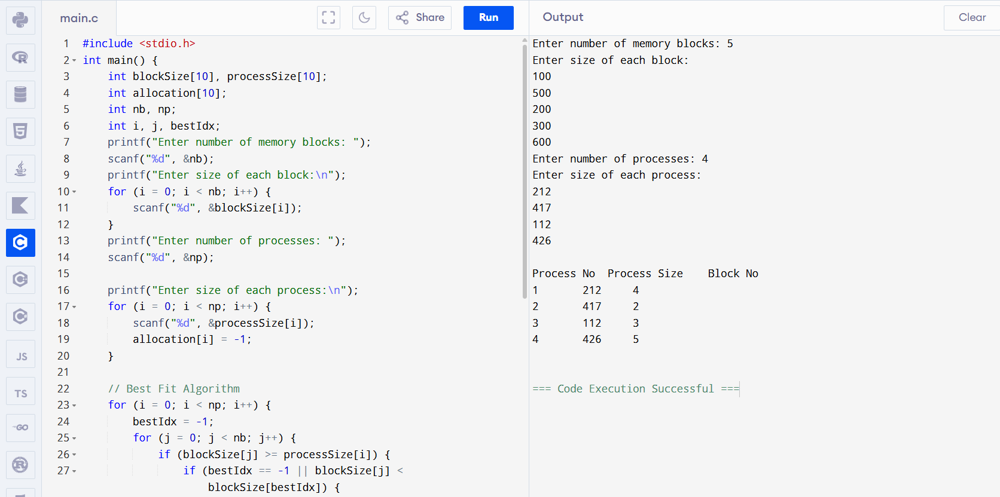 main.c
Share
Run
Output
Clear
1 #include <stdio.h>
2 int main() {
3     int blockSize[10], processSize[10];
4     int allocation[10];
5     int nb, np;
6     int i, j, bestIdx;
7     printf("Enter number of memory blocks: ");
8     scanf("%d", &nb);
9     printf("Enter size of each block:\n");
10     for (i = 0; i < nb; i++) {
11         scanf("%d", &blockSize[i]);
12     }
13     printf("Enter number of processes: ");
14     scanf("%d", &np);
15
16     printf("Enter size of each process:\n");
17     for (i = 0; i < np; i++) {
18         scanf("%d", &processSize[i]);
19         allocation[i] = -1;
20     }
21
22     // Best Fit Algorithm
23     for (i = 0; i < np; i++) {
24         bestIdx = -1;
25         for (j = 0; j < nb; j++) {
26             if (blockSize[j] >= processSize[i]) {
27                 if (bestIdx == -1 || blockSize[j] <
                    blockSize[bestIdx]) {
Enter number of memory blocks: 5
Enter size of each block:
100
500
200
300
600
Enter number of processes: 4
Enter size of each process:
212
417
112
426
Process No  Process Size    Block No
1       212     4
2       417     2
3       112     3
4       426     5
=== Code Execution Successful ===
R
5
C
C
C
JS
TS
GO
R